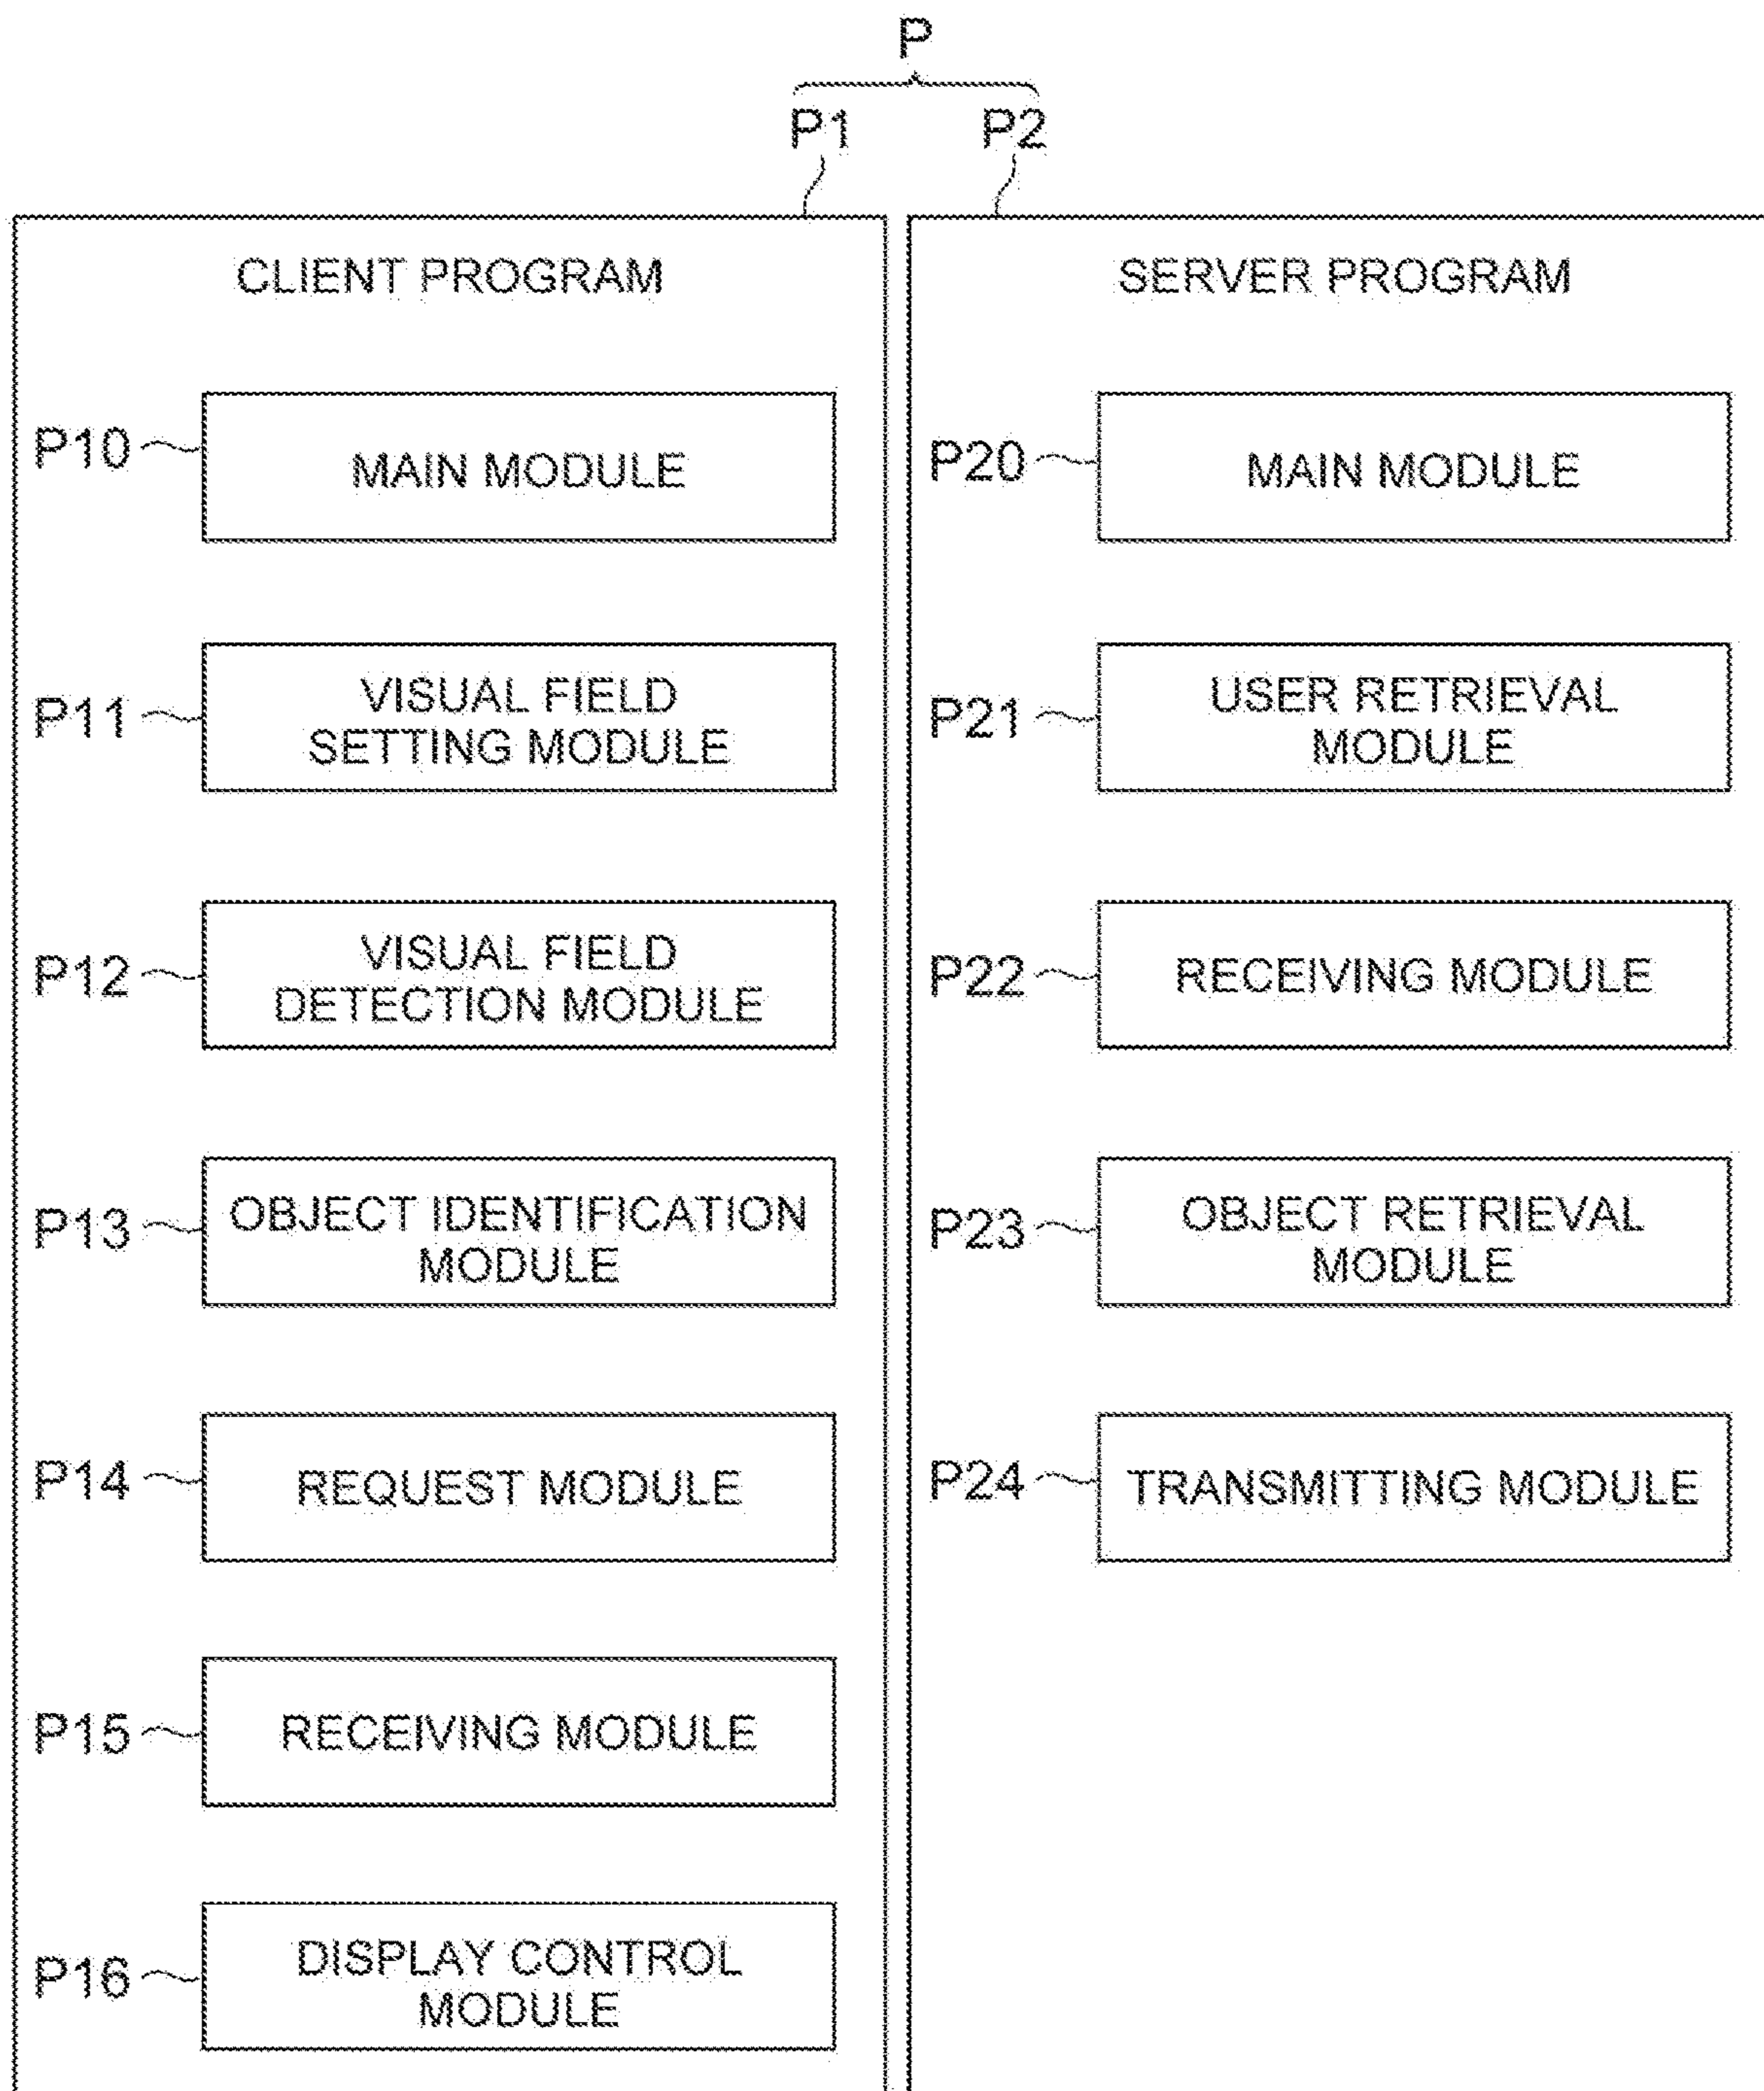 P
P1
P2
CLIENT PROGRAM
P10
MAIN MODULE
P11
VISUAL FIELD
SETTING MODULE
P12
VISUAL FIELD
DETECTION MODULE
P13
OBJECT IDENTIFICATION
MODULE
P14
REQUEST MODULE
P15
RECEIVING MODULE
P16
DISPLAY CONTROL
MODULE
SERVER PROGRAM
P20
MAIN MODULE
P21
USER RETRIEVAL
MODULE
P22
RECEIVING MODULE
P23
OBJECT RETRIEVAL
MODULE
P24
TRANSMITTING MODULE